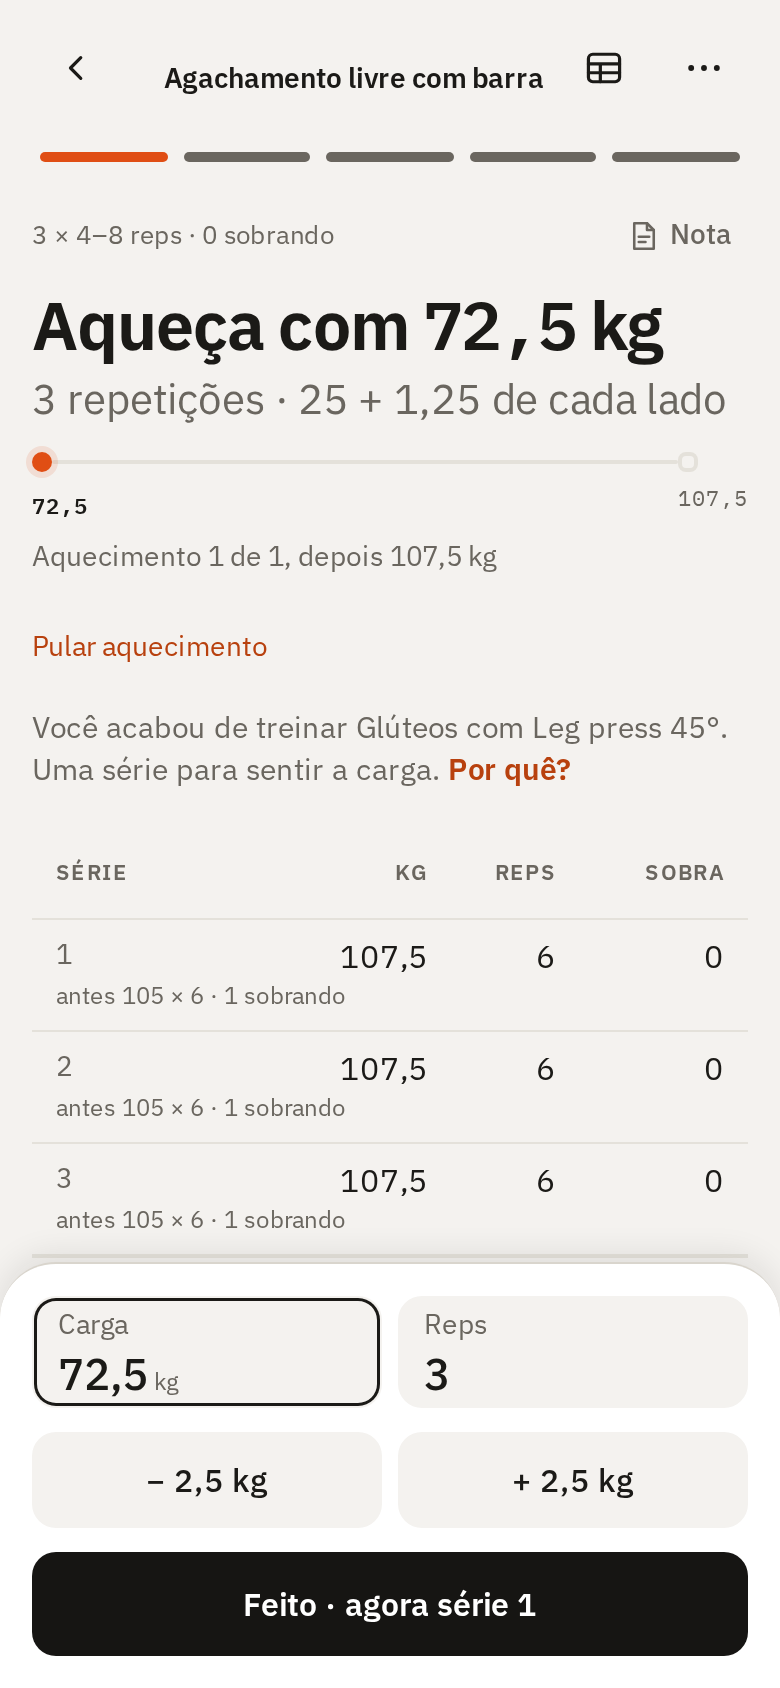 Agachamento livre com barra
3 × 4–8 reps · 0 sobrando
Nota
Aqueça com 72,5 kg
3 repetições · 25 + 1,25 de cada lado
72,5
107,5
Aquecimento 1 de 1, depois 107,5 kg
Pular aquecimento
Você acabou de treinar Glúteos com Leg press 45°.
Uma série para sentir a carga. Por quê?
SÉRIE KG REPS SOBRA
1 107,5 6 0
antes 105 × 6 · 1 sobrando
2 107,5 6 0
antes 105 × 6 · 1 sobrando
3 107,5 6 0
antes 105 × 6 · 1 sobrando
Carga
72,5 kg
Reps
3
– 2,5 kg
+ 2,5 kg
Feito · agora série 1